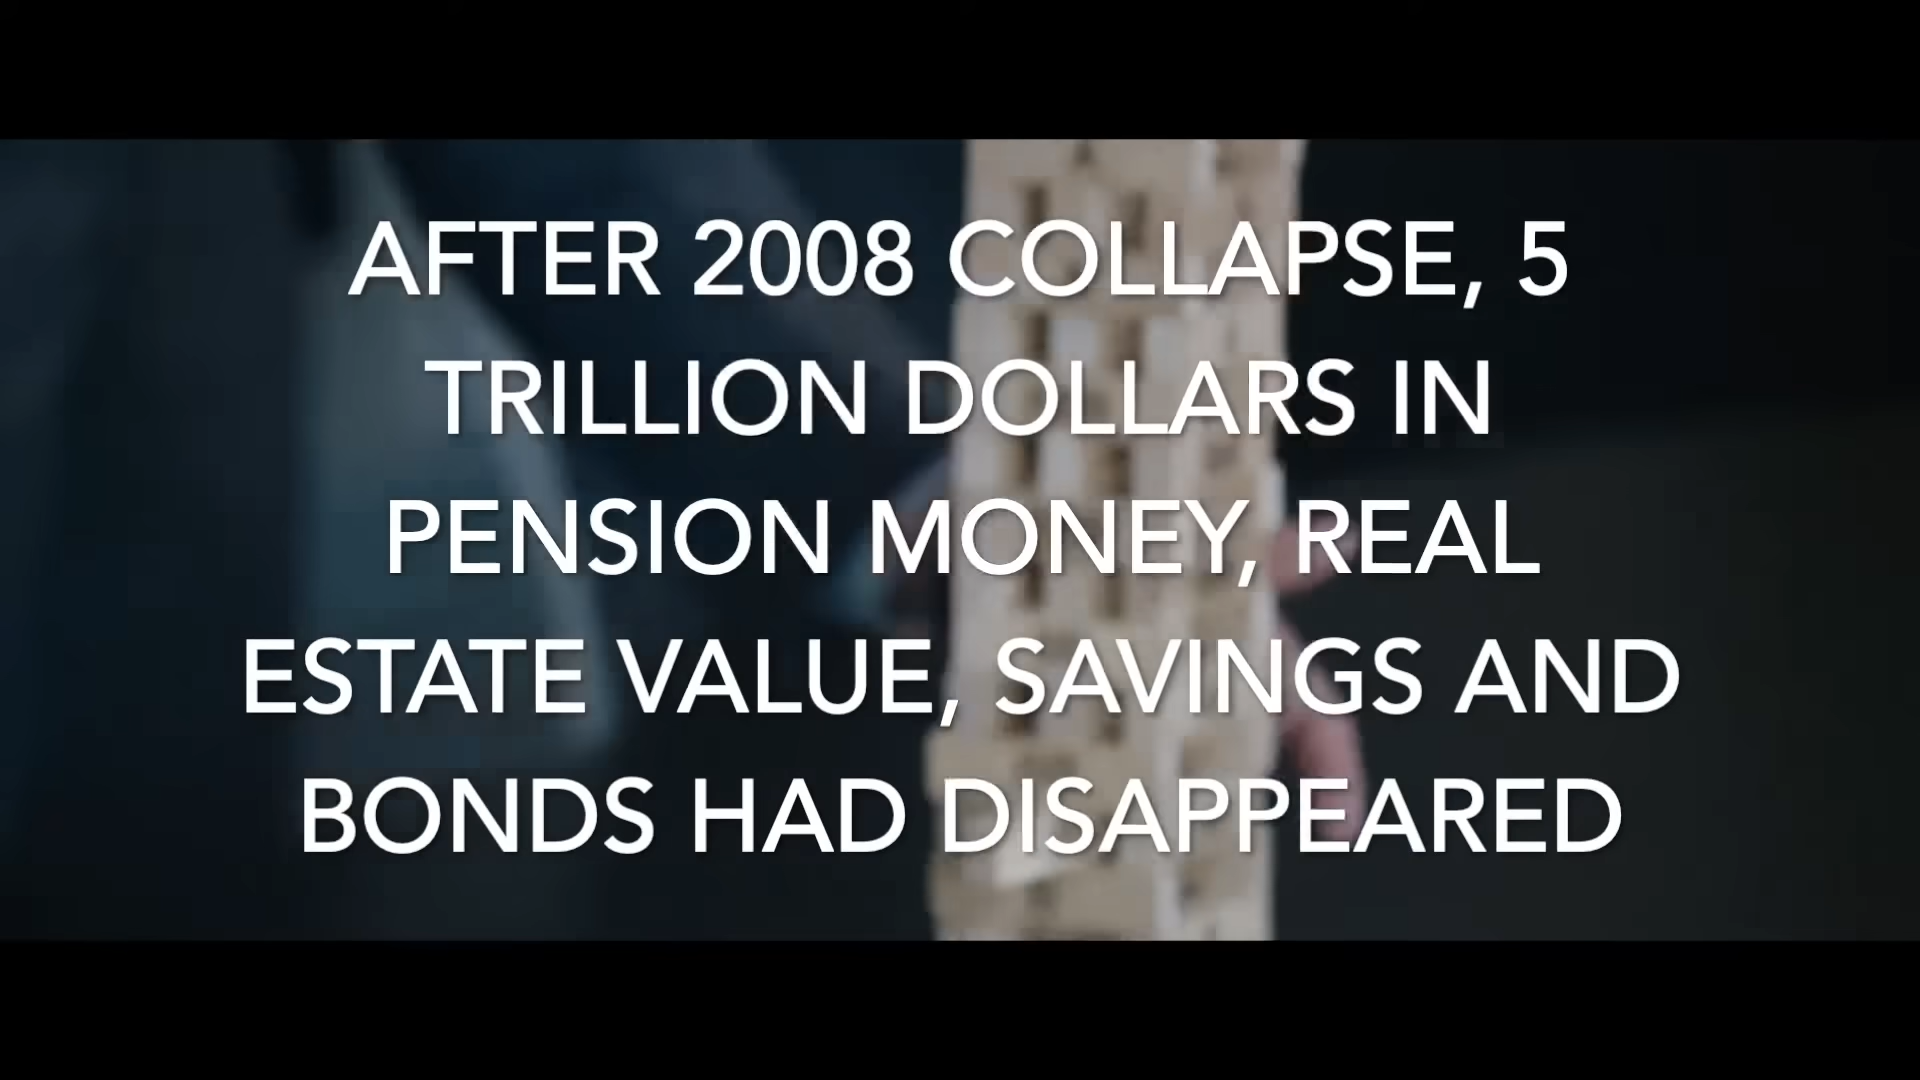 AFTER 2008 COLLAPSE, 5
TRILLION DOLLARS IN
PENSION MONEY, REAL
ESTATE VALUE, SAVINGS AND
BONDS HAD DISAPPEARED